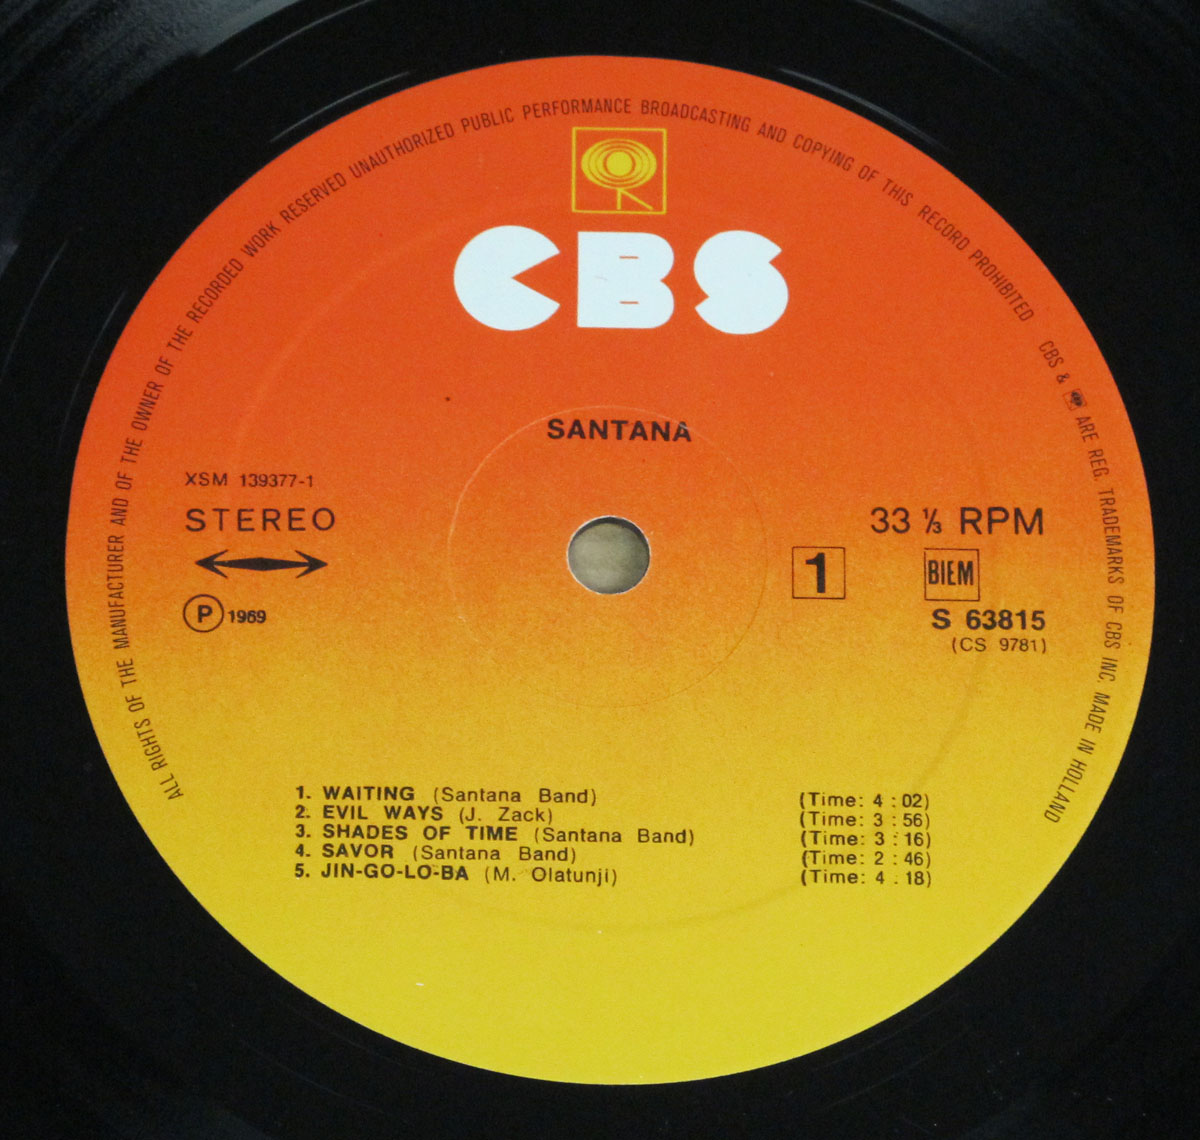 ALL RIGHTS OF THE MANUFACTURER AND OF THE OWNER OF THE RECORDED WORK RESERVED UNAUTHORIZED PUBLIC PERFORMANCE BROADCASTING AND COPYING OF THIS RECORD PROHIBITED CBS & ARE REG. TRADEMARKS OF CBS INC. MADE IN HOLLAND
CBS
SANTANA
XSM 139377-1
STEREO
Ⓟ 1969
33 ⅓ RPM
1 BIEM
S 63815
(CS 9781)
1. WAITING (Santana Band) (Time: 4 : 02)
2. EVIL WAYS (J. Zack) (Time: 3 : 56)
3. SHADES OF TIME (Santana Band) (Time: 3 : 16)
4. SAVOR (Santana Band) (Time: 2 : 46)
5. JIN-GO-LO-BA (M. Olatunji) (Time: 4 : 18)